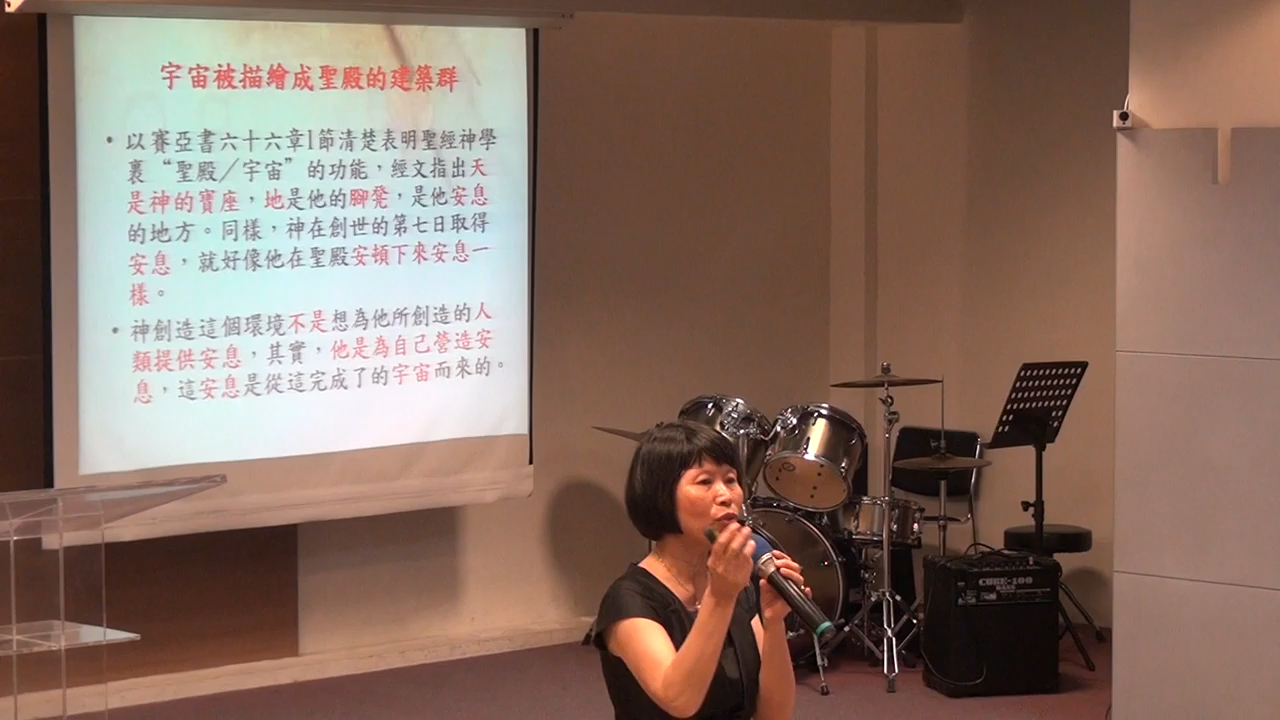 宇宙被描繪成聖殿的建築群
• 以賽亞書六十六章1節清楚表明聖經神學
裏“聖殿／宇宙”的功能，經文指出天
是神的寶座，地是他的腳凳，是他安息
的地方。同樣，神在創世的第七日取得
安息，就好像他在聖殿安頓下來安息一
樣。
• 神創造這個環境不是想為他所創造的人
類提供安息，其實，他是為自己營造安
息，這安息是從這完成了的宇宙而來的。
CUBE-100
BASS